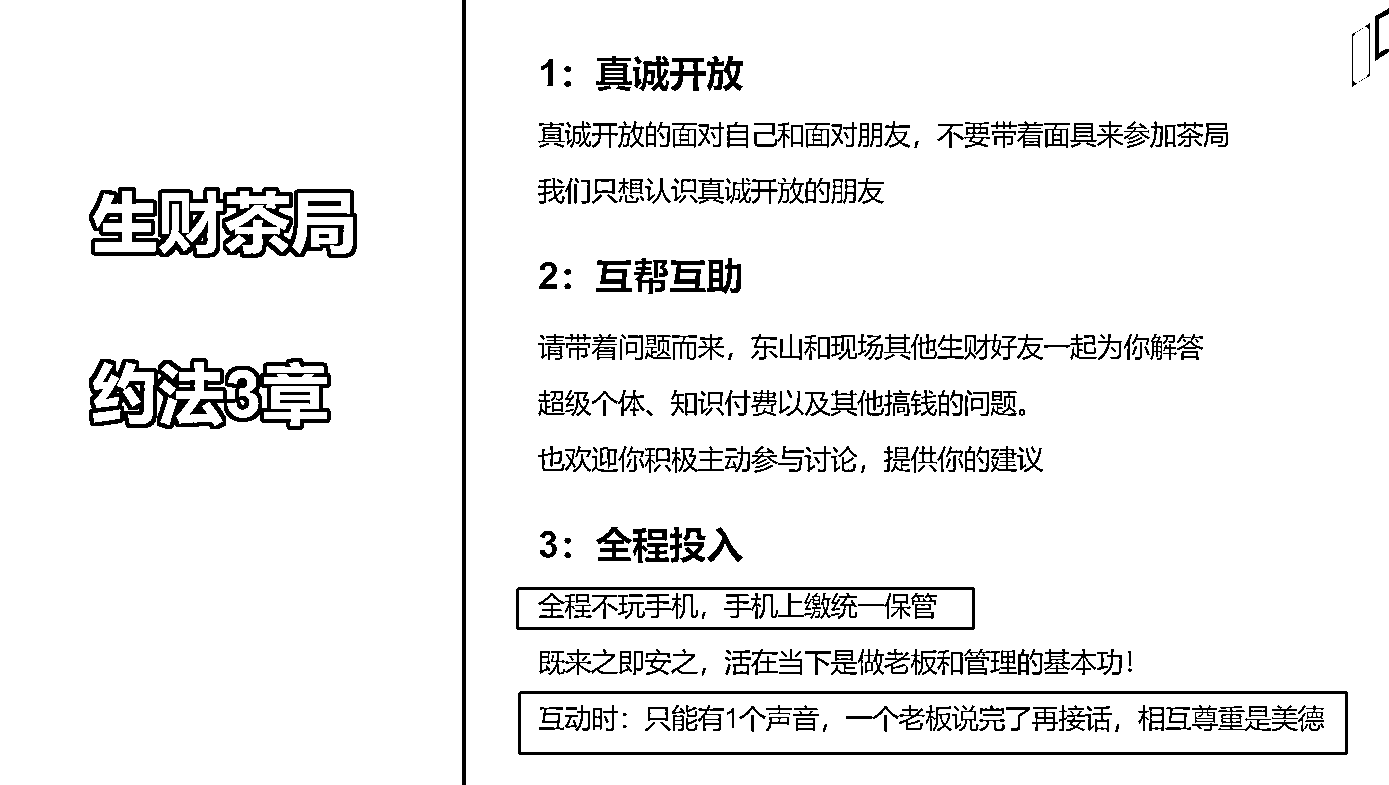 生财茶局
约法3章
1：真诚开放
真诚开放的面对自己和面对朋友，不要带着面具来参加茶局
我们只想认识真诚开放的朋友
2：互帮互助
请带着问题而来，东山和现场其他生财好友一起为你解答
超级个体、知识付费以及其他搞钱的问题。
也欢迎你积极主动参与讨论，提供你的建议
3：全程投入
全程不玩手机，手机上缴统一保管
既来之即安之，活在当下是做老板和管理的基本功！
互动时：只能有1个声音，一个老板说完了再接话，相互尊重是美德